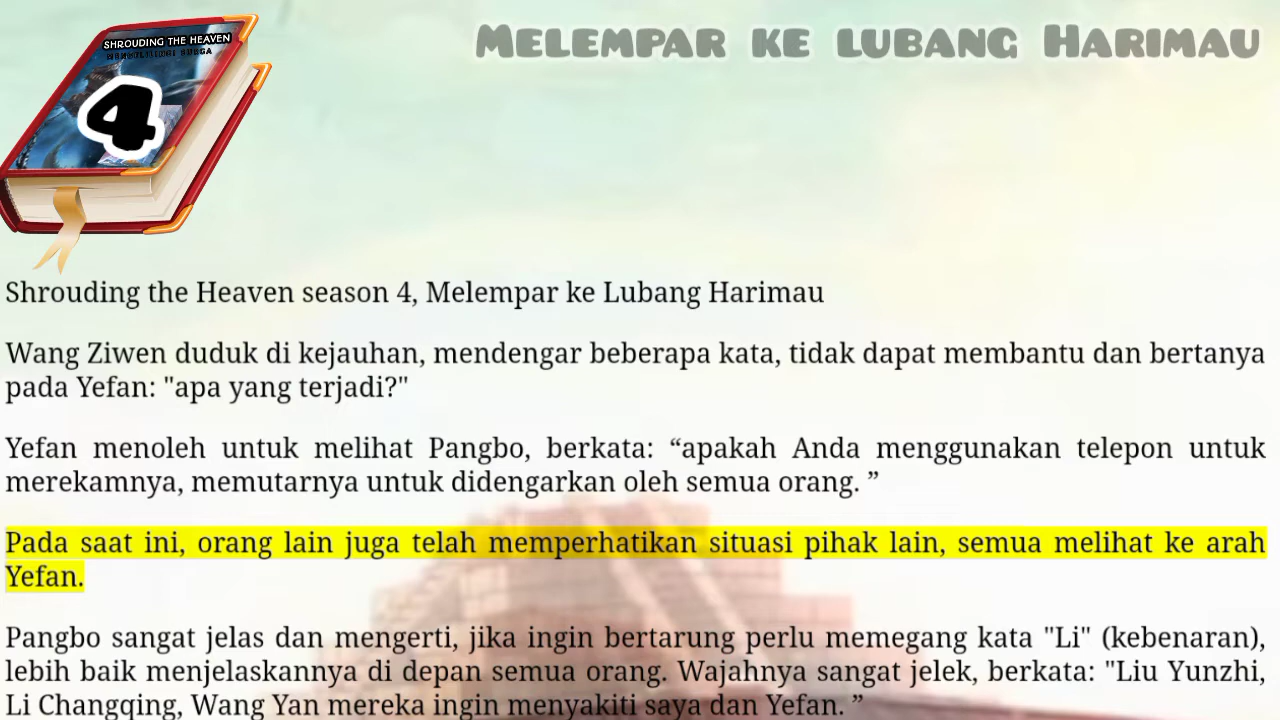 SHROUDING THE HEAVEN
4
MELEMPAR KE LUBANG HARIMAU
Shrouding the Heaven season 4, Melempar ke Lubang Harimau
Wang Ziwen duduk di kejauhan, mendengar beberapa kata, tidak dapat membantu dan bertanya
pada Yefan: "apa yang terjadi?"
Yefan menoleh untuk melihat Pangbo, berkata: “apakah Anda menggunakan telepon untuk
merekamnya, memutarnya untuk didengarkan oleh semua orang. ”
Pada saat ini, orang lain juga telah memperhatikan situasi pihak lain, semua melihat ke arah
Yefan.
Pangbo sangat jelas dan mengerti, jika ingin bertarung perlu memegang kata "Li" (kebenaran),
lebih baik menjelaskannya di depan semua orang. Wajahnya sangat jelek, berkata: "Liu Yunzhi,
Li Changqing, Wang Yan mereka ingin menyakiti saya dan Yefan. ”